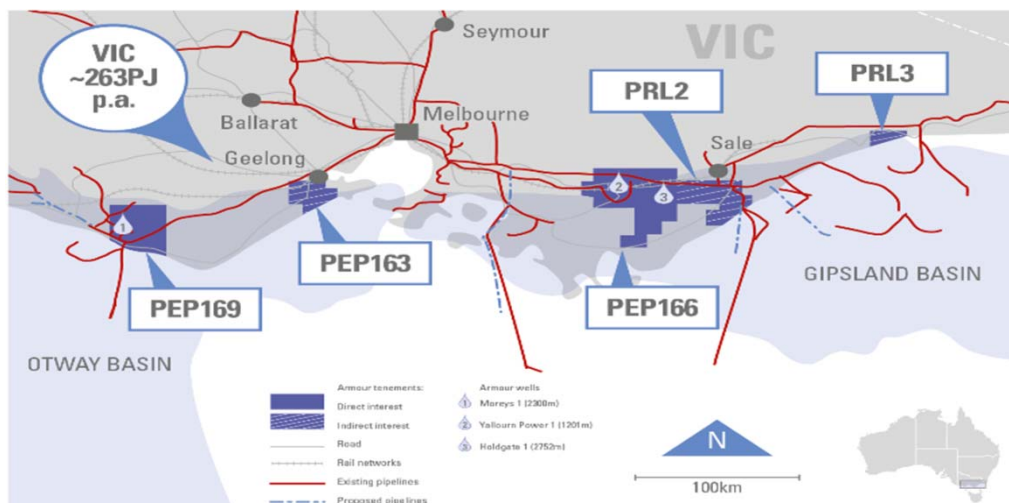 VIC
~263PJ
p.a.
Seymour
VIC
PRL2
PRL3
Ballarat
Melbourne
Geelong
Sale
2
3
1
PEP163
PEP169
PEP166
GIPSLAND BASIN
OTWAY BASIN
Armour tenements:
Direct interest
Indirect interest
Road
Rail networks
Existing pipelines
Proposed pipelines
Armour wells
1 Moreys 1 (2300m)
2 Yallourn Power 1 (1201m)
3 Holdgate 1 (2752m)
N
100km